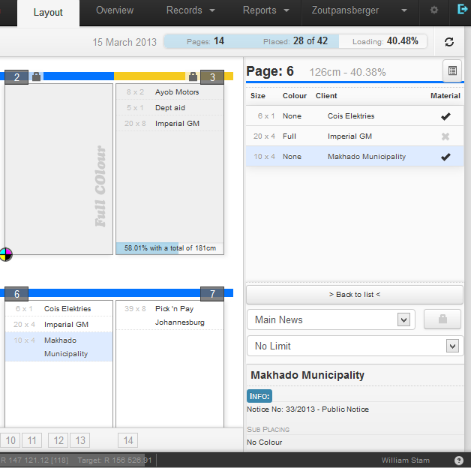 Layout Overview Records Reports Zoutpansberger
15 March 2013 Pages: 14 Placed: 28 of 42 Loading: 40.48%
2 3
6 x 2 Ayob Motors
5 x 1 Dept aid
20 x 8 Imperial GM
Full COlour
58.01% with a total of 181cm
6 7
6 x 1 Cois Elektries
20 x 4 Imperial GM
10 x 4 Makhado
Municipality
39 x 8 Pick 'n Pay
Johannesburg
10 11 12 13 14
Page: 6 126cm - 40.38%
Size Colour Client Material
6 x 1 None Cois Elektries
20 x 4 Full Imperial GM
10 x 4 None Makhado Municipality
> Back to list <
Main News
No Limit
Makhado Municipality
INFO:
Notice No: 33/2013 - Public Notice
SUB PLACING
No Colour
R 147 121.12 [118] Target: R 156 526.91 William Stam